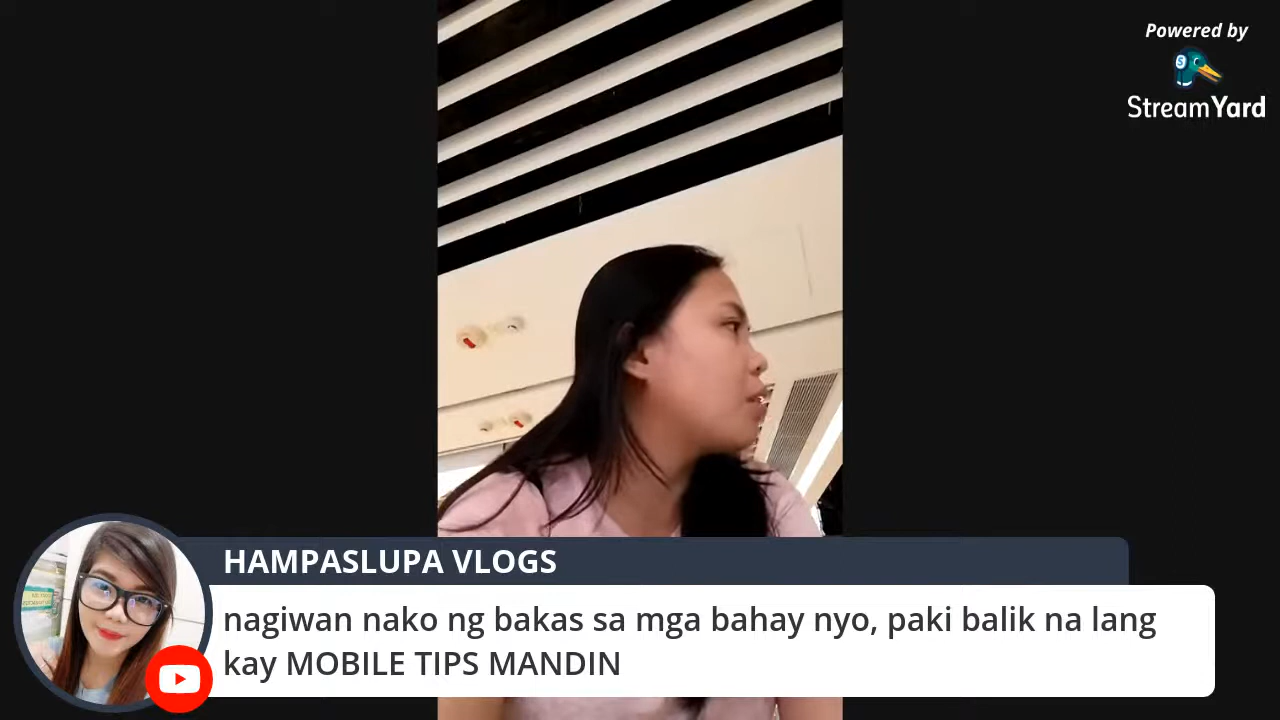 Powered by
StreamYard
HAMPASLUPA VLOGS
nagiwan nako ng bakas sa mga bahay nyo, paki balik na lang
kay MOBILE TIPS MANDIN